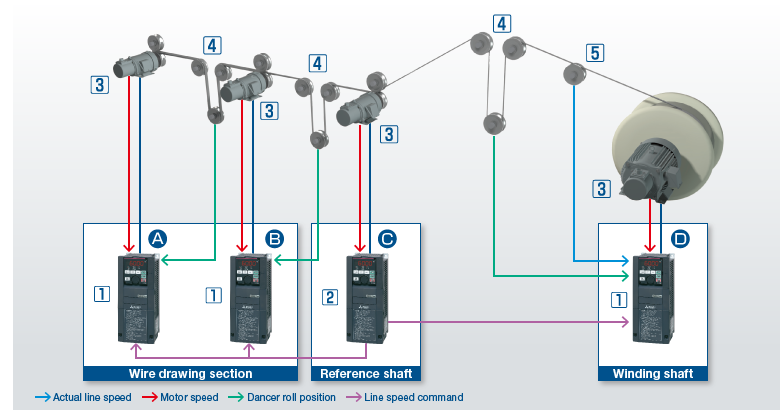 4
5
4
4
3
3
3
3
A
B
C
D
1
1
2
1
Wire drawing section
Reference shaft
Winding shaft
Actual line speed
Motor speed
Dancer roll position
Line speed command